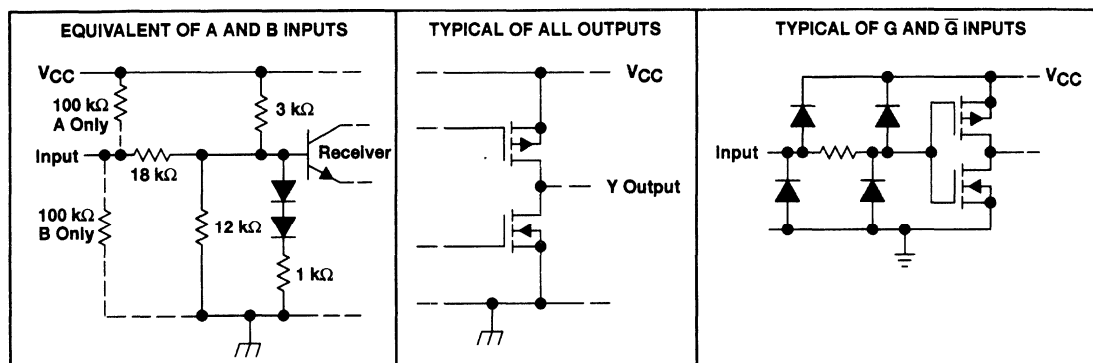 EQUIVALENT OF A AND B INPUTS
VCC
100 kΩ
A Only
3 kΩ
Input
18 kΩ
Receiver
100 kΩ
B Only
12 kΩ
1 kΩ
TYPICAL OF ALL OUTPUTS
VCC
Y Output
TYPICAL OF G AND G̅ INPUTS
VCC
Input